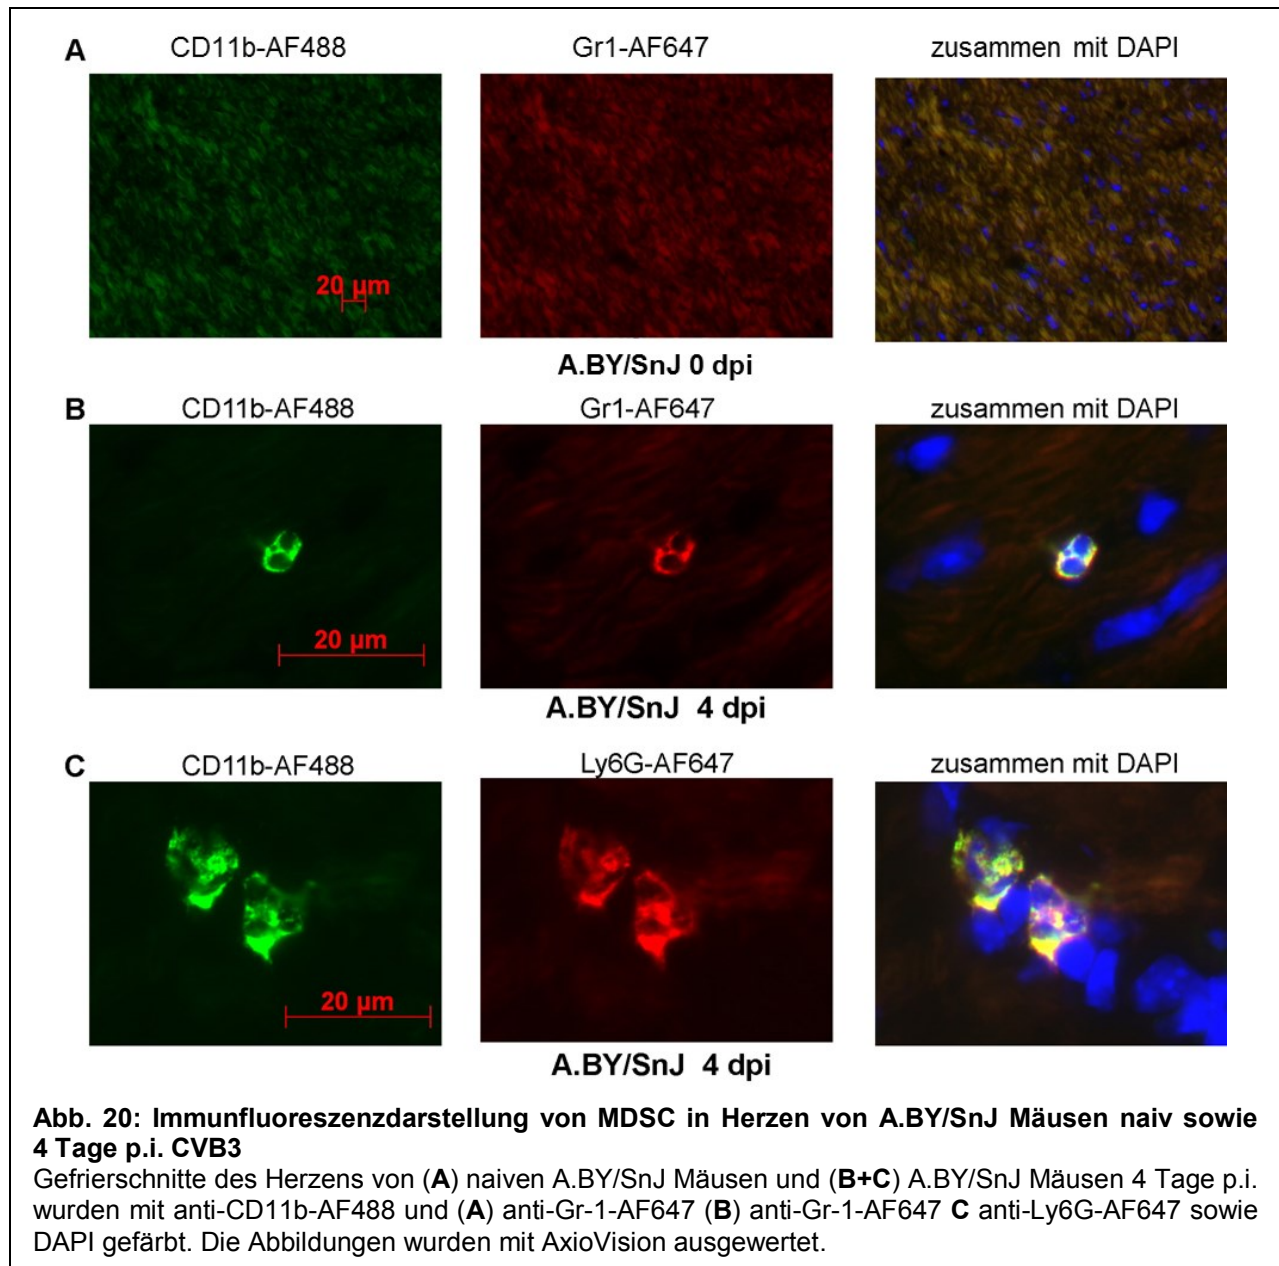 A CD11b-AF488 Gr1-AF647 zusammen mit DAPI
20 µm
A.BY/SnJ 0 dpi
B CD11b-AF488 Gr1-AF647 zusammen mit DAPI
20 µm
A.BY/SnJ 4 dpi
C CD11b-AF488 Ly6G-AF647 zusammen mit DAPI
20 µm
A.BY/SnJ 4 dpi
Abb. 20: Immunfluoreszenzdarstellung von MDSC in Herzen von A.BY/SnJ Mäusen naiv sowie
4 Tage p.i. CVB3
Gefrierschnitte des Herzens von (A) naiven A.BY/SnJ Mäusen und (B+C) A.BY/SnJ Mäusen 4 Tage p.i.
wurden mit anti-CD11b-AF488 und (A) anti-Gr-1-AF647 (B) anti-Gr-1-AF647 C anti-Ly6G-AF647 sowie
DAPI gefärbt. Die Abbildungen wurden mit AxioVision ausgewertet.